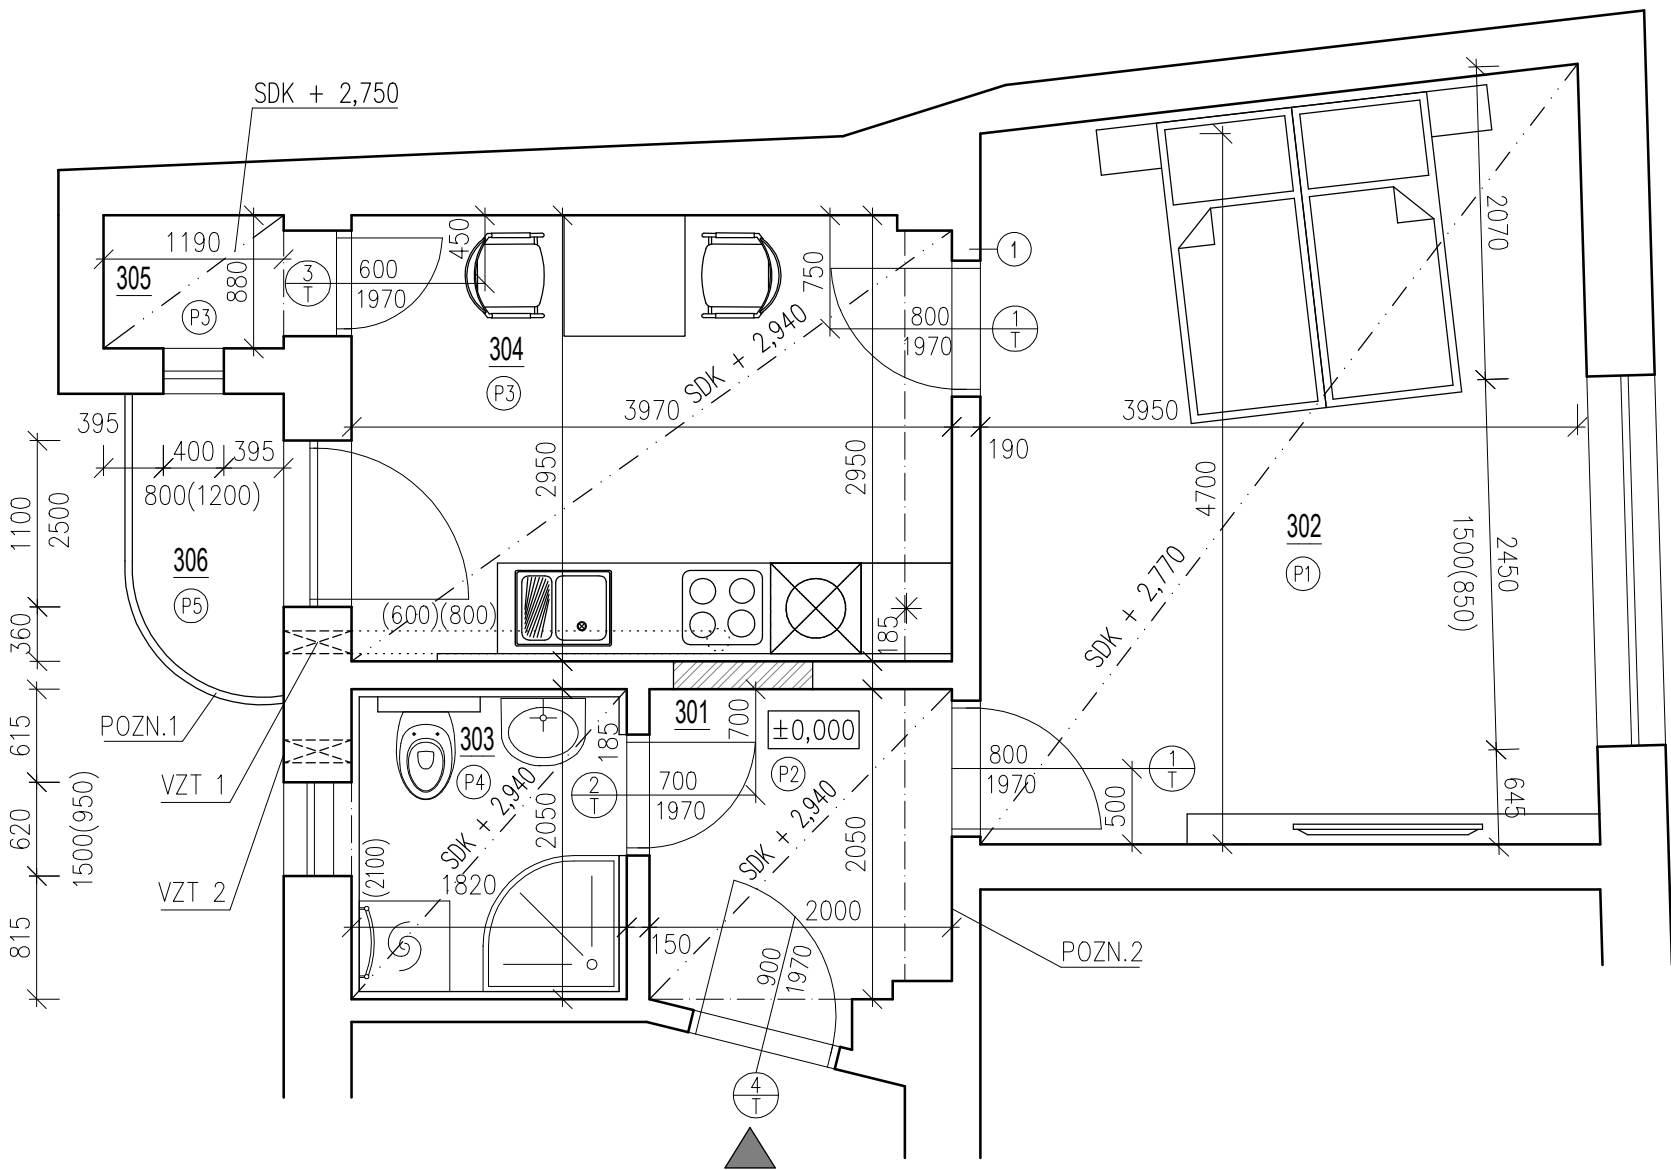 SDK + 2,750
1190
305
880
P3
3
T
600
1970
450
750
1
800
1970
1
T
2070
304
P3
SDK + 2,940
3970
3950
190
395
400
395
800(1200)
2950
2950
4700
1100
2500
306
P5
302
P1
1500(850)
2450
SDK + 2,770
(600)(800)
185
360
POZN.1
615
VZT 1
303
P4
185
301
700
±0,000
P2
2
T
700
1970
800
1970
1
T
500
645
620
1500(950)
VZT 2
(2100)
SDK + 2,940
1820
2050
SDK + 2,940
2050
2000
150
815
900
1970
POZN.2
4
T